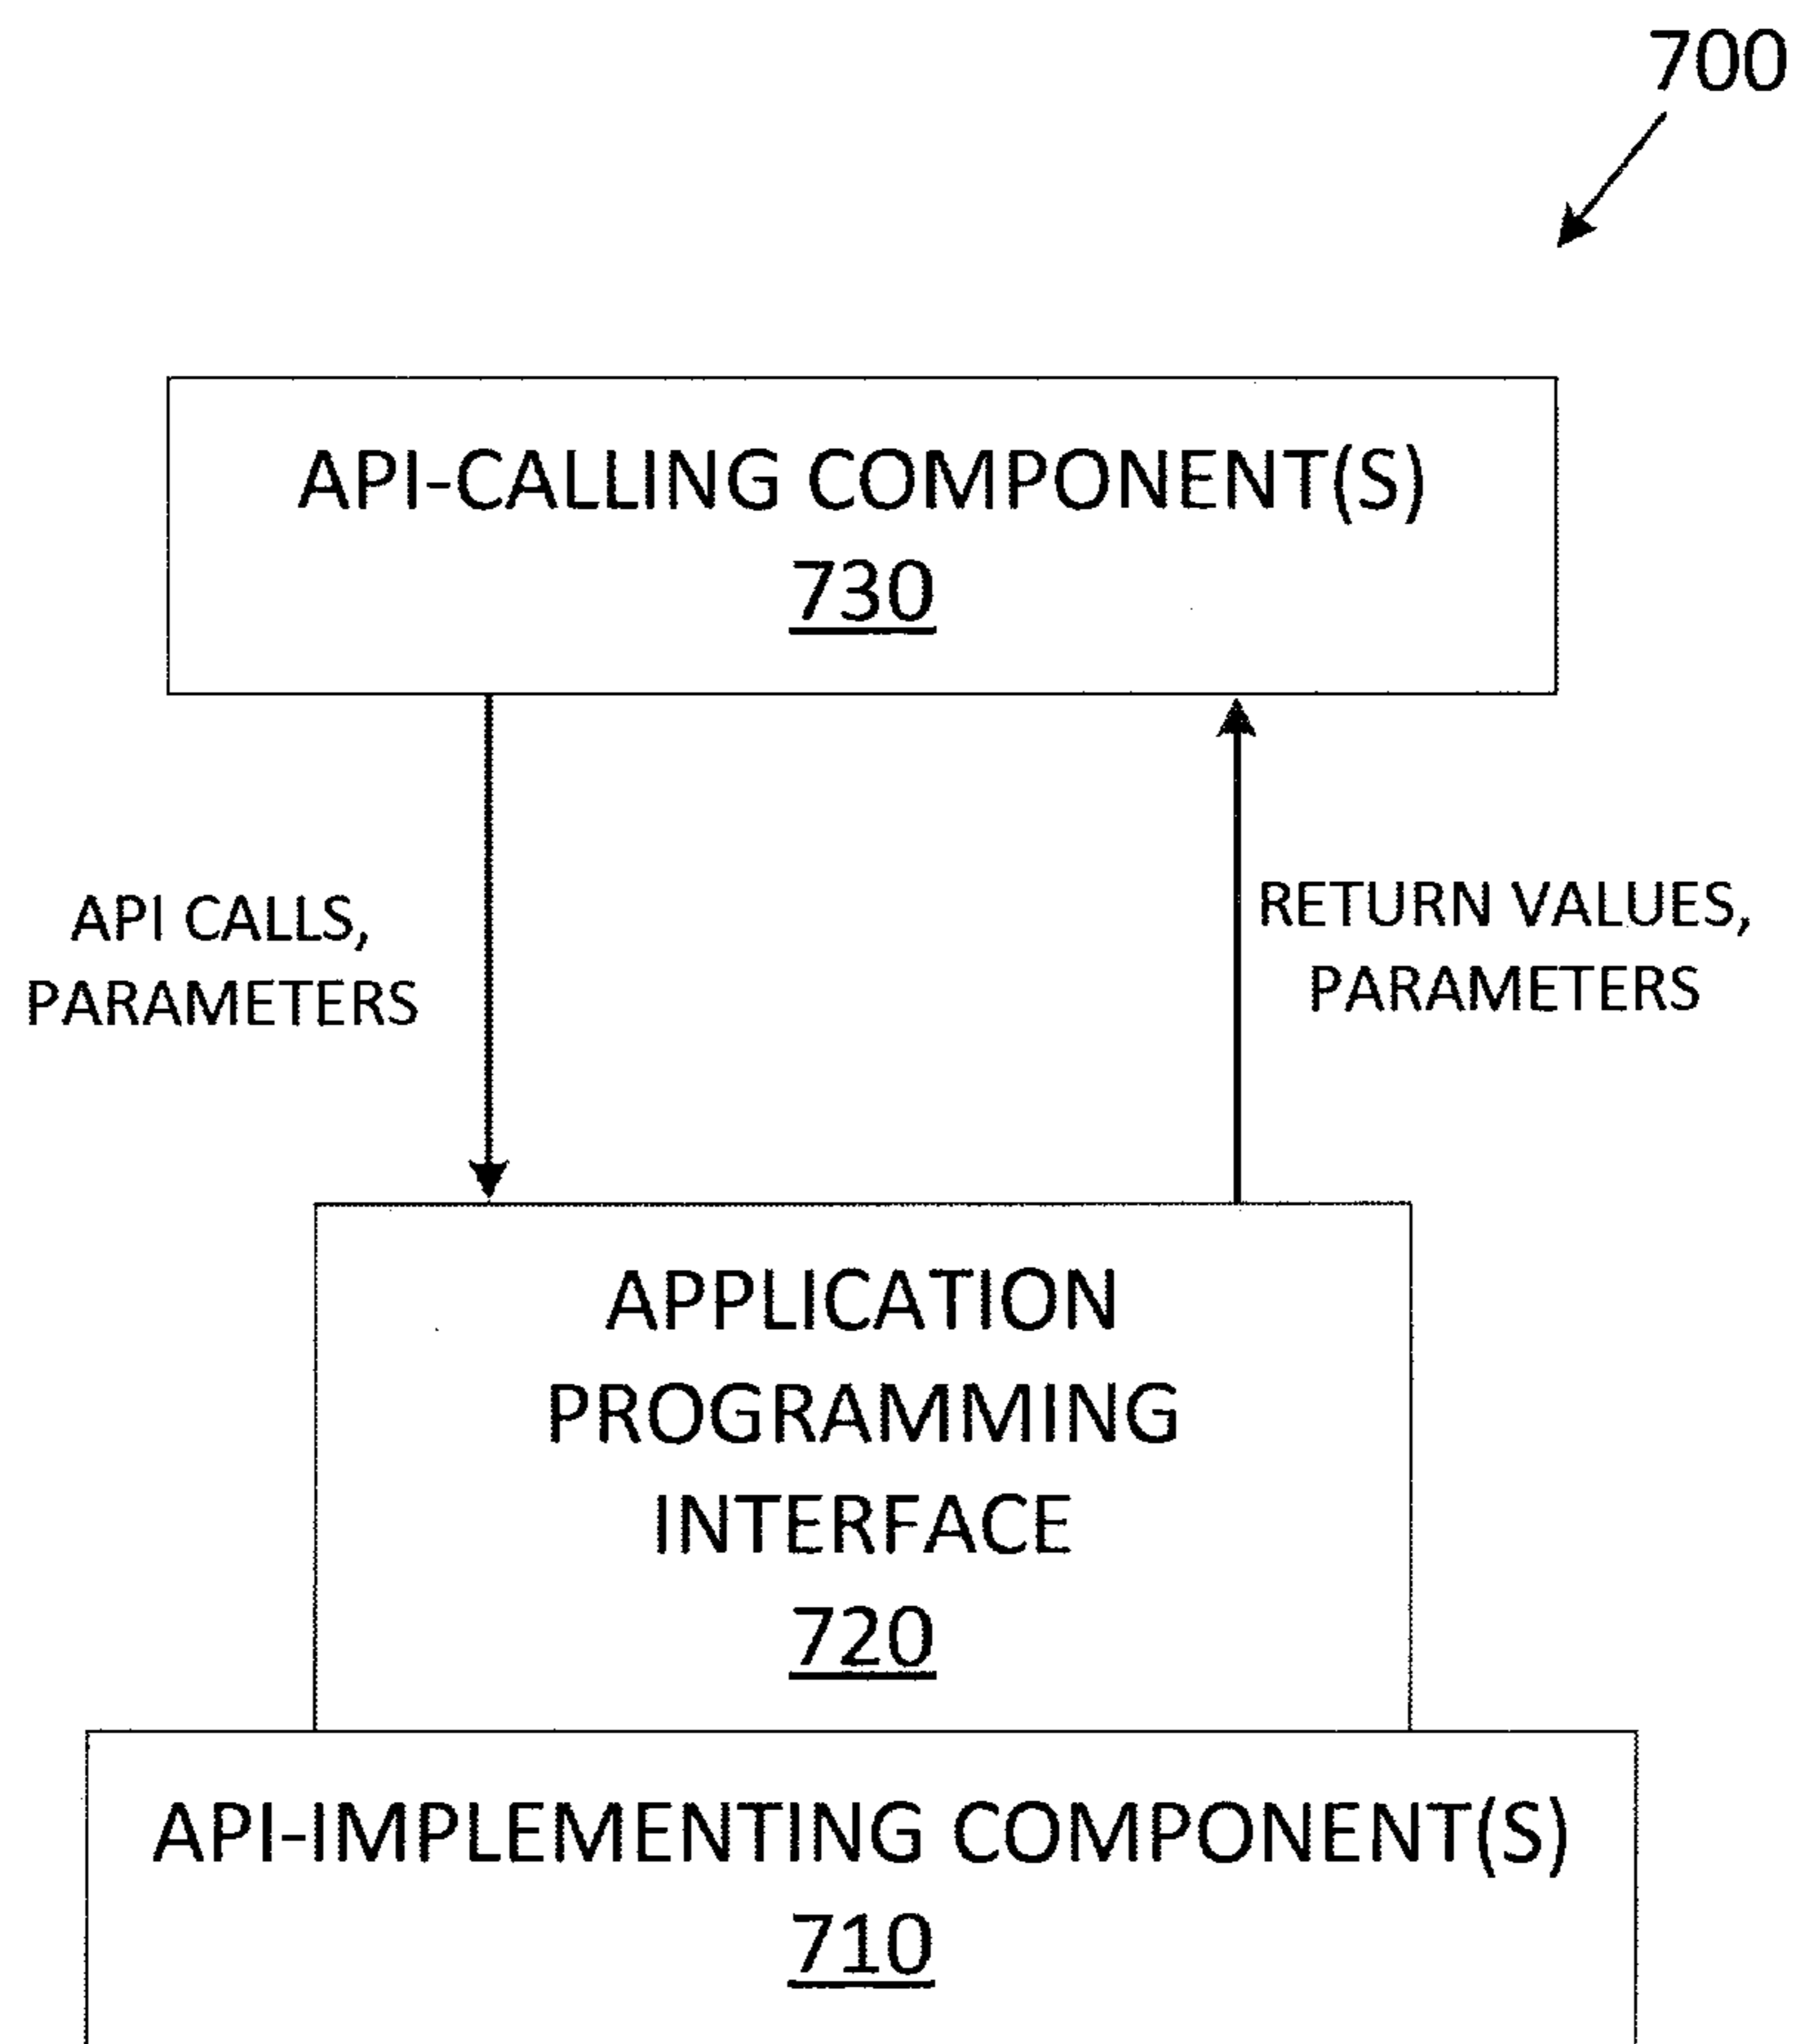 700
API-CALLING COMPONENT(S)
730
API CALLS,
PARAMETERS
RETURN VALUES,
PARAMETERS
APPLICATION
PROGRAMMING
INTERFACE
720
API-IMPLEMENTING COMPONENT(S)
710